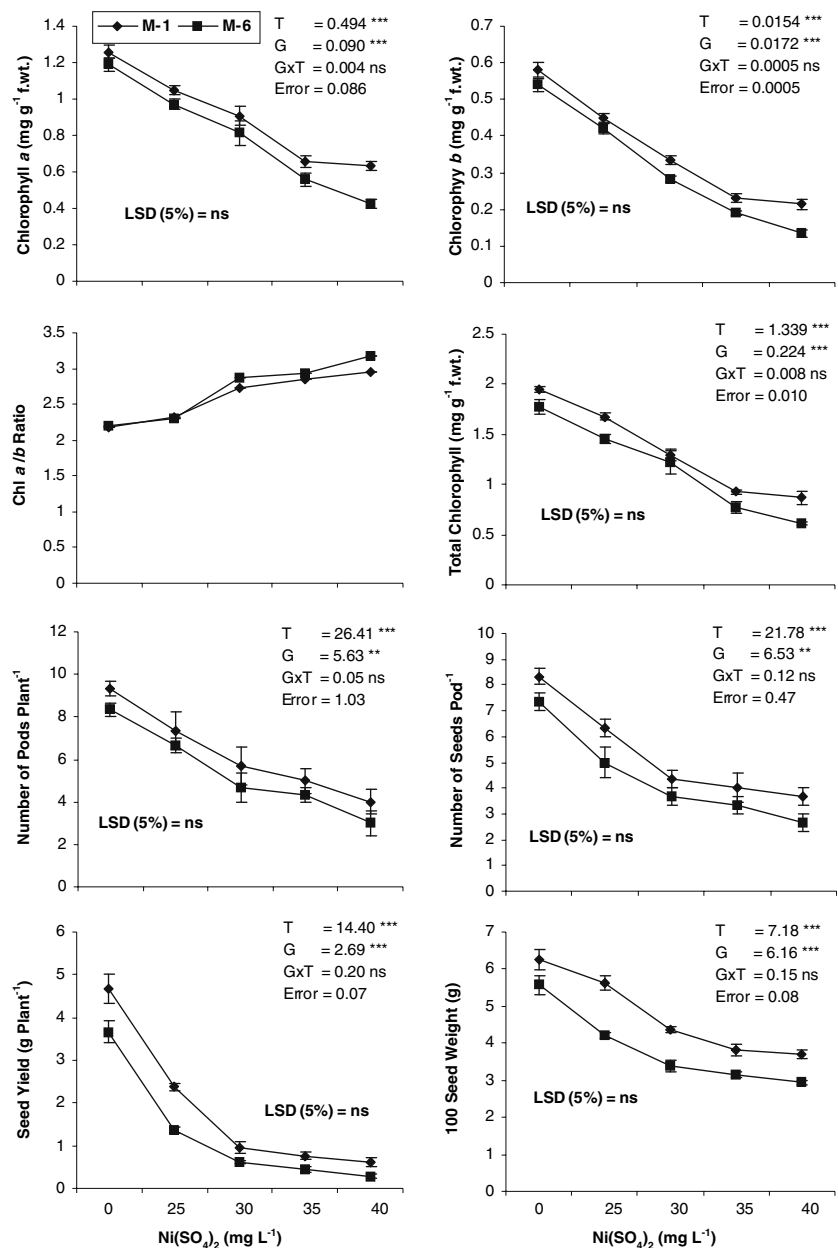 M-1 M-6
T = 0.494 ***
G = 0.090 ***
GxT = 0.004 ns
Error = 0.086
LSD (5%) = ns
Chlorophyll a (mg g-1 f.wt.)
1.4
1.2
1
0.8
0.6
0.4
0.2
0
T = 0.0154 ***
G = 0.0172 ***
GxT = 0.0005 ns
Error = 0.0005
LSD (5%) = ns
Chlorophyy b (mg g-1 f.wt.)
0.7
0.6
0.5
0.4
0.3
0.2
0.1
0
Chl a/b Ratio
3.5
3
2.5
2
1.5
1
0.5
0
T = 1.339 ***
G = 0.224 ***
GxT = 0.008 ns
Error = 0.010
LSD (5%) = ns
Total Chlorophyll (mg g-1 f.wt.)
2.5
2
1.5
1
0.5
0
T = 26.41 ***
G = 5.63 **
GxT = 0.05 ns
Error = 1.03
LSD (5%) = ns
Number of Pods Plant-1
12
10
8
6
4
2
0
T = 21.78 ***
G = 6.53 **
GxT = 0.12 ns
Error = 0.47
LSD (5%) = ns
Number of Seeds Pod-1
10
9
8
7
6
5
4
3
2
1
0
T = 14.40 ***
G = 2.69 ***
GxT = 0.20 ns
Error = 0.07
LSD (5%) = ns
Seed Yield (g Plant-1)
6
5
4
3
2
1
0
0 25 30 35 40
Ni(SO4)2 (mg L-1)
T = 7.18 ***
G = 6.16 ***
GxT = 0.15 ns
Error = 0.08
LSD (5%) = ns
100 Seed Weight (g)
7
6
5
4
3
2
1
0
0 25 30 35 40
Ni(SO4)2 (mg L-1)